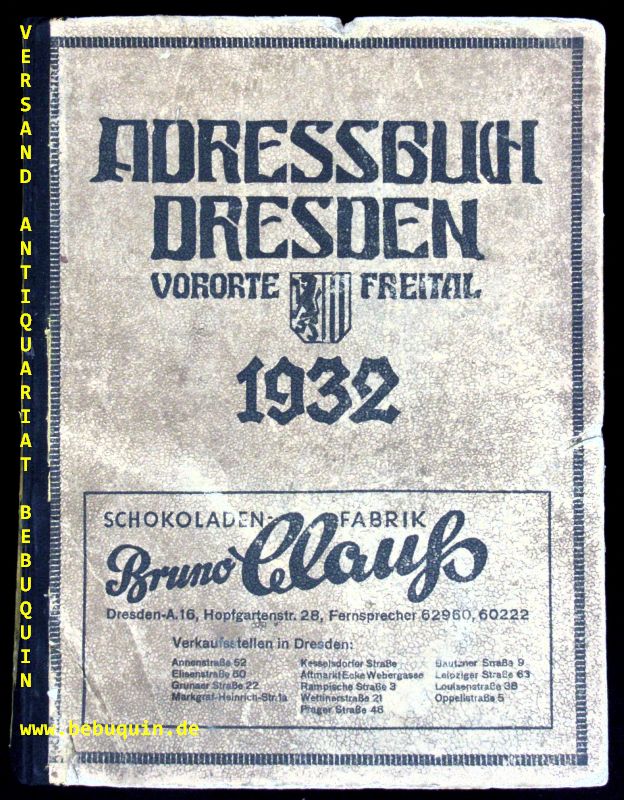 VERSAND ANTIQUARIAT BEBUQUIN
ADRESSBUCH
DRESDEN
VORORTE FREITAL
1932
SCHOKOLADEN- FABRIK
Bruno Clauß
Dresden-A.16, Hopfgartenstr. 28, Fernsprecher 62960, 60222
Verkaufsstellen in Dresden:
Annenstraße 52 Kesselsdorfer Straße Bautzner Straße 9
Elisenstraße 60 Altmarkt Ecke Webergasse Leipziger Straße 63
Grunaer Straße 22 Rampische Straße 3 Louisenstraße 38
Markgraf-Heinrich-Str. 1a Wettinerstraße 21 Oppellstraße 5
Prager Straße 46
www.bebuquin.de